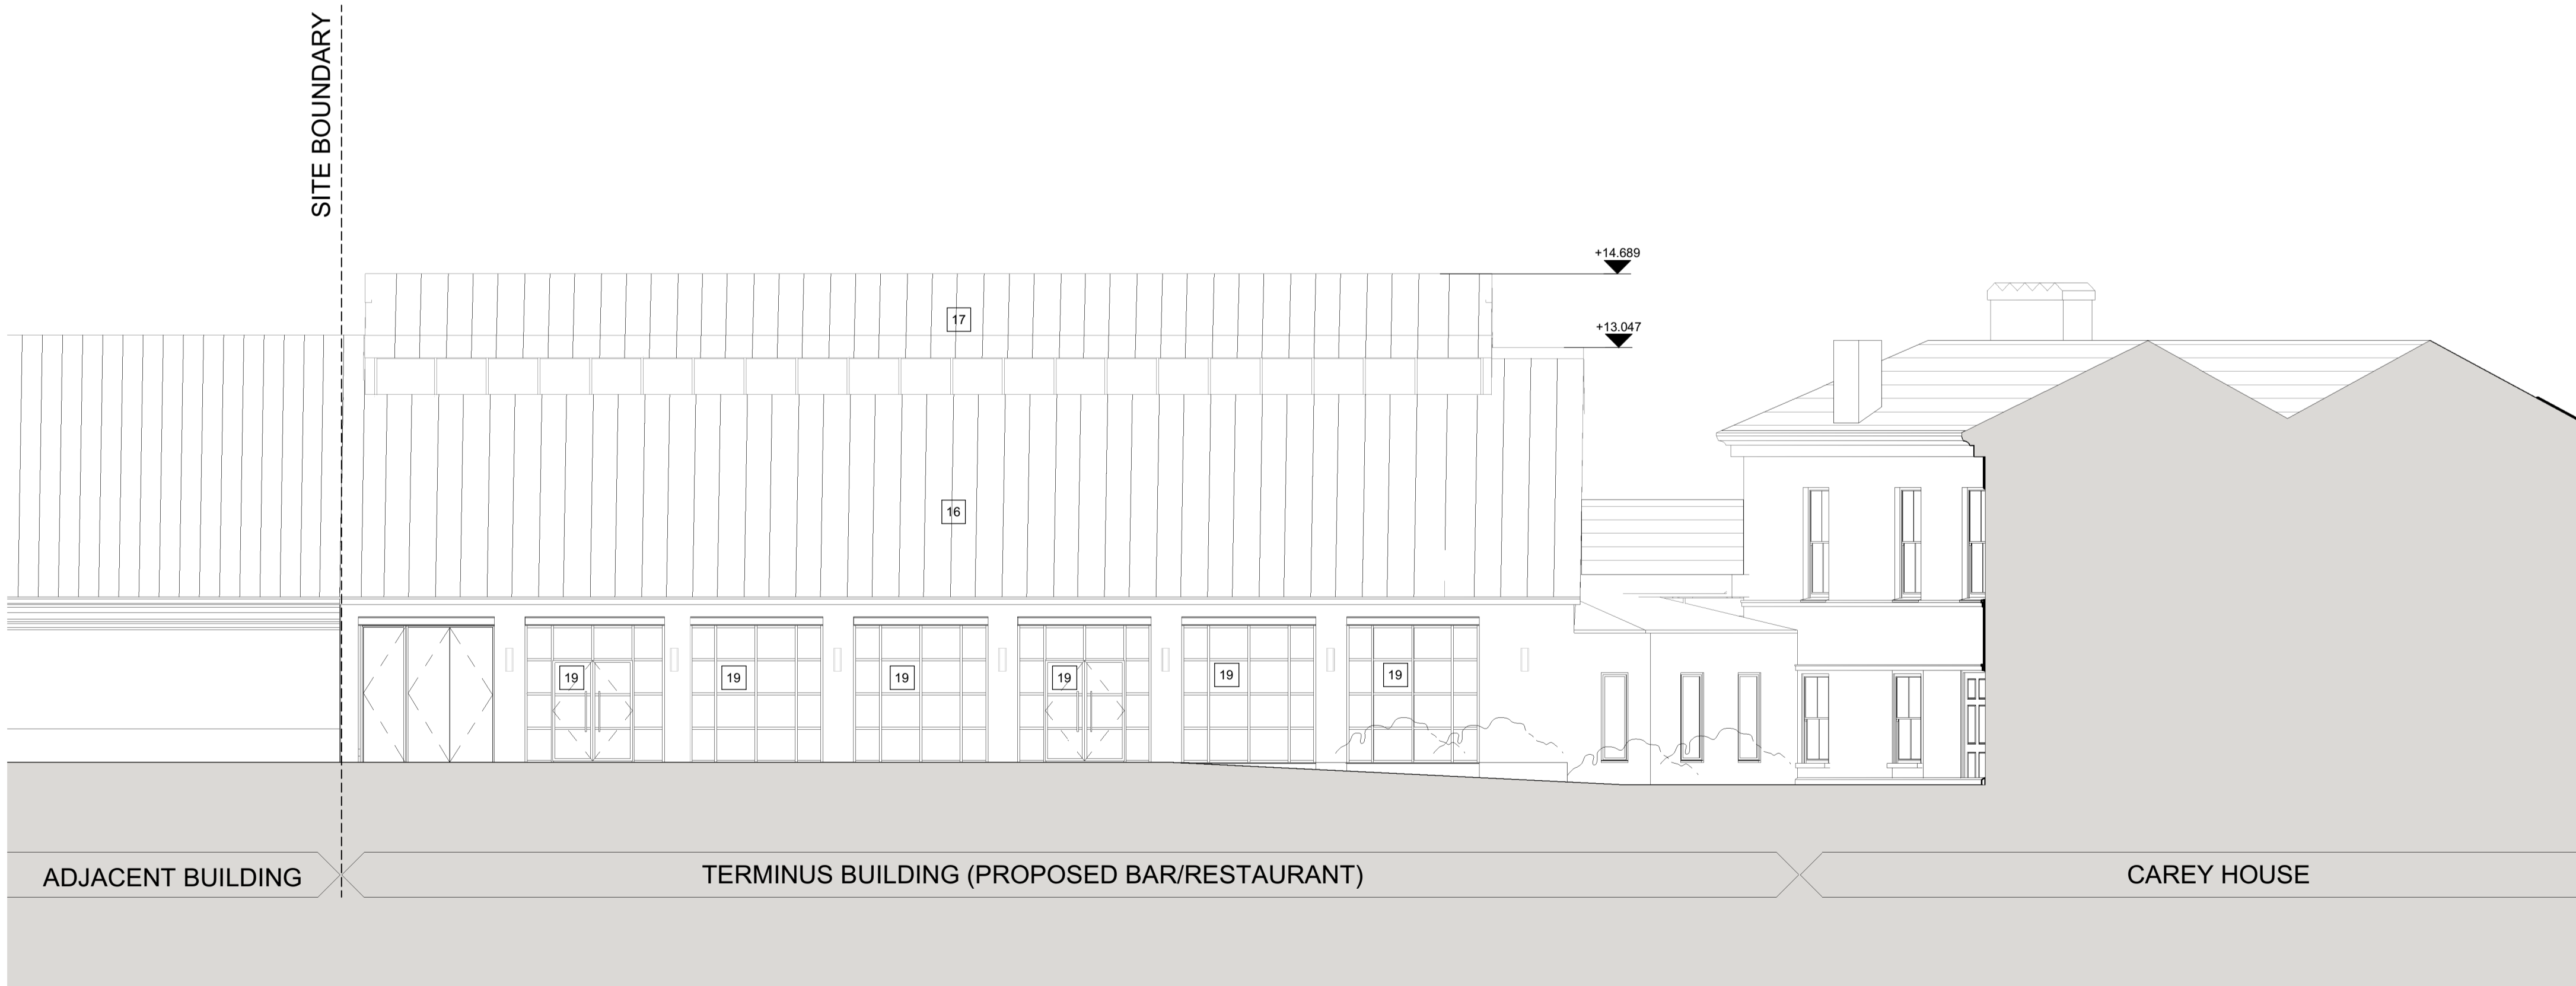 SITE BOUNDARY
+14.689
17
+13.047
16
19
19
19
19
19
19
ADJACENT BUILDING
TERMINUS BUILDING (PROPOSED BAR/RESTAURANT)
CAREY HOUSE